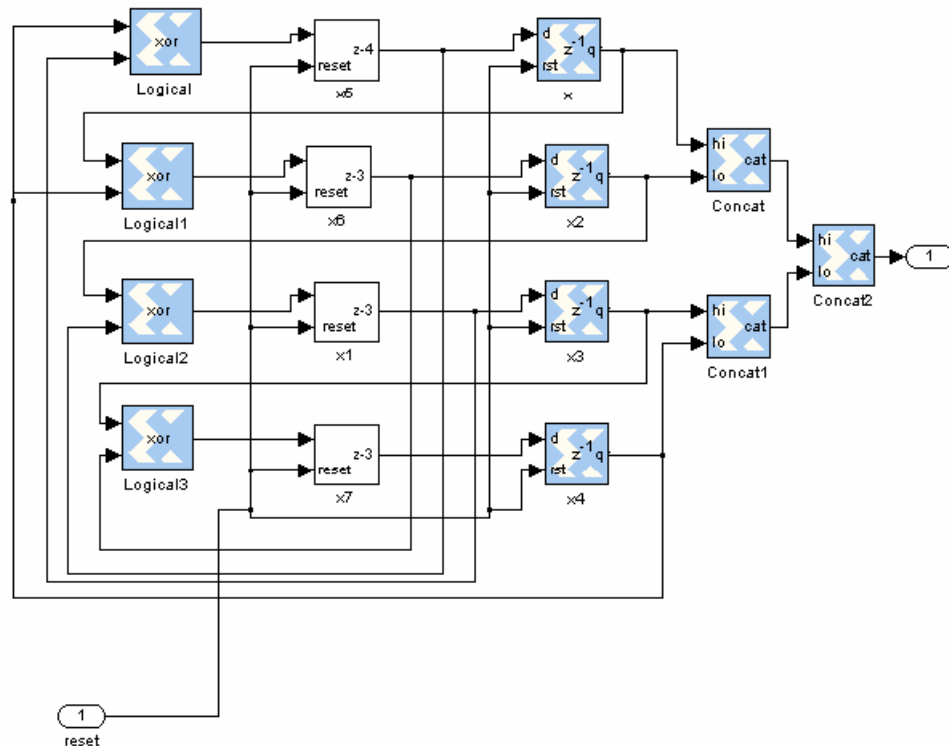 xor
Logical
z-4
reset
x5
d
z-1 q
rst
x
xor
Logical1
z-3
reset
x6
d
z-1 q
rst
x2
hi
cat
lo
Concat
hi
cat
lo
Concat2
1
xor
Logical2
z-3
reset
x1
d
z-1 q
rst
x3
hi
cat
lo
Concat1
xor
Logical3
z-3
reset
x7
d
z-1 q
rst
x4
1
reset